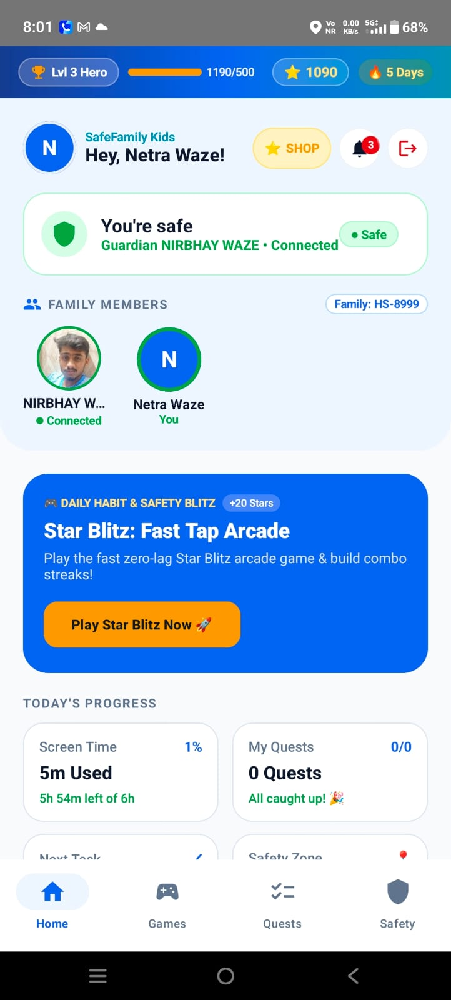 8:01
Vo NR 0.00 KB/s 5G 68%
Lvl 3 Hero 1190/500 1090 5 Days
N
SafeFamily Kids
Hey, Netra Waze!
SHOP
3
You're safe
Guardian NIRBHAY WAZE • Connected
Safe
FAMILY MEMBERS
Family: HS-8999
N
NIRBHAY W...
Connected
Netra Waze
You
DAILY HABIT & SAFETY BLITZ +20 Stars
Star Blitz: Fast Tap Arcade
Play the fast zero-lag Star Blitz arcade game & build combo
streaks!
Play Star Blitz Now 🚀
TODAY'S PROGRESS
Screen Time 1%
5m Used
5h 54m left of 6h
My Quests 0/0
0 Quests
All caught up! 🎉
Next Task
Safety Zone
Home
Games
Quests
Safety